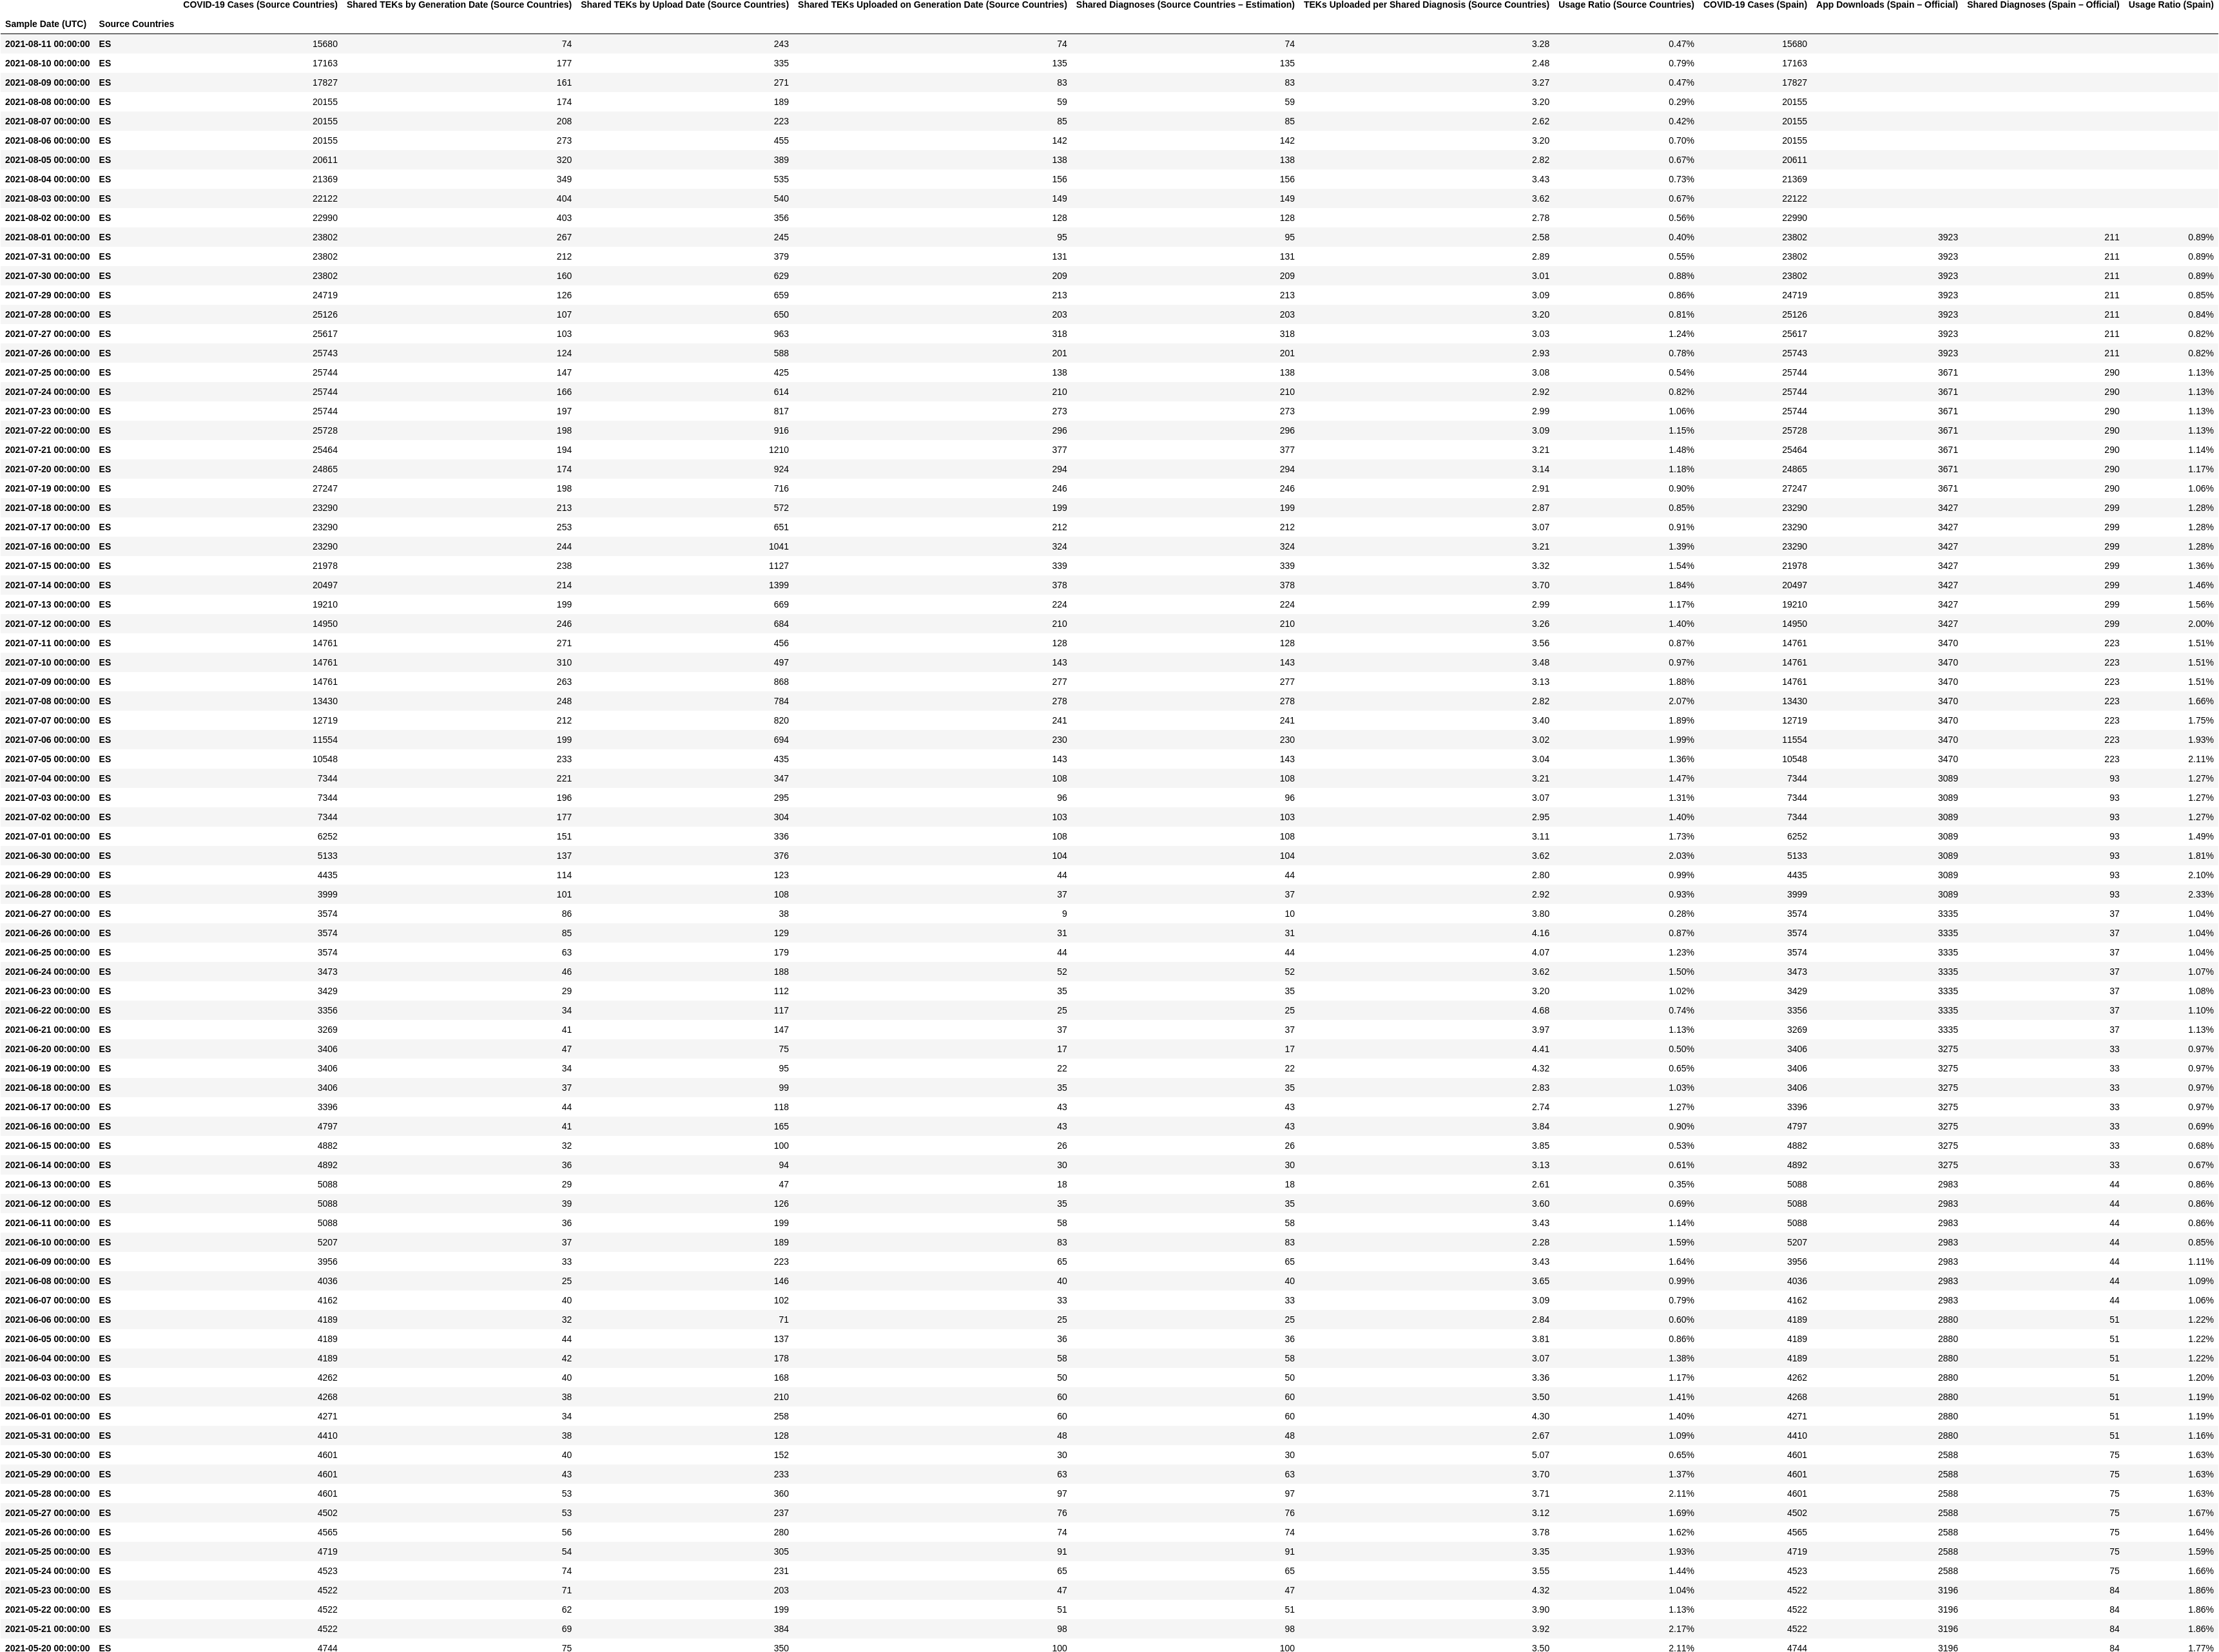 COVID-19 Cases (Source Countries) Shared TEKs by Generation Date (Source Countries) Shared TEKs by Upload Date (Source Countries) Shared TEKs Uploaded on Generation Date (Source Countries) Shared Diagnoses (Source Countries – Estimation) TEKs Uploaded per Shared Diagnosis (Source Countries) Usage Ratio (Source Countries) COVID-19 Cases (Spain) App Downloads (Spain – Official) Shared Diagnoses (Spain – Official) Usage Ratio (Spain)
Sample Date (UTC) Source Countries
2021-08-11 00:00:00 ES 15680 74 243 74 74 3.28 0.47% 15680
2021-08-10 00:00:00 ES 17163 177 335 135 135 2.48 0.79% 17163
2021-08-09 00:00:00 ES 17827 161 271 83 83 3.27 0.47% 17827
2021-08-08 00:00:00 ES 20155 174 189 59 59 3.20 0.29% 20155
2021-08-07 00:00:00 ES 20155 208 223 85 85 2.62 0.42% 20155
2021-08-06 00:00:00 ES 20155 273 455 142 142 3.20 0.70% 20155
2021-08-05 00:00:00 ES 20611 320 389 138 138 2.82 0.67% 20611
2021-08-04 00:00:00 ES 21369 349 535 156 156 3.43 0.73% 21369
2021-08-03 00:00:00 ES 22122 404 540 149 149 3.62 0.67% 22122
2021-08-02 00:00:00 ES 22990 403 356 128 128 2.78 0.56% 22990
2021-08-01 00:00:00 ES 23802 267 245 95 95 2.58 0.40% 23802 3923 211 0.89%
2021-07-31 00:00:00 ES 23802 212 379 131 131 2.89 0.55% 23802 3923 211 0.89%
2021-07-30 00:00:00 ES 23802 160 629 209 209 3.01 0.88% 23802 3923 211 0.89%
2021-07-29 00:00:00 ES 24719 126 659 213 213 3.09 0.86% 24719 3923 211 0.85%
2021-07-28 00:00:00 ES 25126 107 650 203 203 3.20 0.81% 25126 3923 211 0.84%
2021-07-27 00:00:00 ES 25617 103 963 318 318 3.03 1.24% 25617 3923 211 0.82%
2021-07-26 00:00:00 ES 25743 124 588 201 201 2.93 0.78% 25743 3923 211 0.82%
2021-07-25 00:00:00 ES 25744 147 425 138 138 3.08 0.54% 25744 3671 290 1.13%
2021-07-24 00:00:00 ES 25744 166 614 210 210 2.92 0.82% 25744 3671 290 1.13%
2021-07-23 00:00:00 ES 25744 197 817 273 273 2.99 1.06% 25744 3671 290 1.13%
2021-07-22 00:00:00 ES 25728 198 916 296 296 3.09 1.15% 25728 3671 290 1.13%
2021-07-21 00:00:00 ES 25464 194 1210 377 377 3.21 1.48% 25464 3671 290 1.14%
2021-07-20 00:00:00 ES 24865 174 924 294 294 3.14 1.18% 24865 3671 290 1.17%
2021-07-19 00:00:00 ES 27247 198 716 246 246 2.91 0.90% 27247 3671 290 1.06%
2021-07-18 00:00:00 ES 23290 213 572 199 199 2.87 0.85% 23290 3427 299 1.28%
2021-07-17 00:00:00 ES 23290 253 651 212 212 3.07 0.91% 23290 3427 299 1.28%
2021-07-16 00:00:00 ES 23290 244 1041 324 324 3.21 1.39% 23290 3427 299 1.28%
2021-07-15 00:00:00 ES 21978 238 1127 339 339 3.32 1.54% 21978 3427 299 1.36%
2021-07-14 00:00:00 ES 20497 214 1399 378 378 3.70 1.84% 20497 3427 299 1.46%
2021-07-13 00:00:00 ES 19210 199 669 224 224 2.99 1.17% 19210 3427 299 1.56%
2021-07-12 00:00:00 ES 14950 246 684 210 210 3.26 1.40% 14950 3427 299 2.00%
2021-07-11 00:00:00 ES 14761 271 456 128 128 3.56 0.87% 14761 3470 223 1.51%
2021-07-10 00:00:00 ES 14761 310 497 143 143 3.48 0.97% 14761 3470 223 1.51%
2021-07-09 00:00:00 ES 14761 263 868 277 277 3.13 1.88% 14761 3470 223 1.51%
2021-07-08 00:00:00 ES 13430 248 784 278 278 2.82 2.07% 13430 3470 223 1.66%
2021-07-07 00:00:00 ES 12719 212 820 241 241 3.40 1.89% 12719 3470 223 1.75%
2021-07-06 00:00:00 ES 11554 199 694 230 230 3.02 1.99% 11554 3470 223 1.93%
2021-07-05 00:00:00 ES 10548 233 435 143 143 3.04 1.36% 10548 3470 223 2.11%
2021-07-04 00:00:00 ES 7344 221 347 108 108 3.21 1.47% 7344 3089 93 1.27%
2021-07-03 00:00:00 ES 7344 196 295 96 96 3.07 1.31% 7344 3089 93 1.27%
2021-07-02 00:00:00 ES 7344 177 304 103 103 2.95 1.40% 7344 3089 93 1.27%
2021-07-01 00:00:00 ES 6252 151 336 108 108 3.11 1.73% 6252 3089 93 1.49%
2021-06-30 00:00:00 ES 5133 137 376 104 104 3.62 2.03% 5133 3089 93 1.81%
2021-06-29 00:00:00 ES 4435 114 123 44 44 2.80 0.99% 4435 3089 93 2.10%
2021-06-28 00:00:00 ES 3999 101 108 37 37 2.92 0.93% 3999 3089 93 2.33%
2021-06-27 00:00:00 ES 3574 86 38 9 10 3.80 0.28% 3574 3335 37 1.04%
2021-06-26 00:00:00 ES 3574 85 129 31 31 4.16 0.87% 3574 3335 37 1.04%
2021-06-25 00:00:00 ES 3574 63 179 44 44 4.07 1.23% 3574 3335 37 1.04%
2021-06-24 00:00:00 ES 3473 46 188 52 52 3.62 1.50% 3473 3335 37 1.07%
2021-06-23 00:00:00 ES 3429 29 112 35 35 3.20 1.02% 3429 3335 37 1.08%
2021-06-22 00:00:00 ES 3356 34 117 25 25 4.68 0.74% 3356 3335 37 1.10%
2021-06-21 00:00:00 ES 3269 41 147 37 37 3.97 1.13% 3269 3335 37 1.13%
2021-06-20 00:00:00 ES 3406 47 75 17 17 4.41 0.50% 3406 3275 33 0.97%
2021-06-19 00:00:00 ES 3406 34 95 22 22 4.32 0.65% 3406 3275 33 0.97%
2021-06-18 00:00:00 ES 3406 37 99 35 35 2.83 1.03% 3406 3275 33 0.97%
2021-06-17 00:00:00 ES 3396 44 118 43 43 2.74 1.27% 3396 3275 33 0.97%
2021-06-16 00:00:00 ES 4797 41 165 43 43 3.84 0.90% 4797 3275 33 0.69%
2021-06-15 00:00:00 ES 4882 32 100 26 26 3.85 0.53% 4882 3275 33 0.68%
2021-06-14 00:00:00 ES 4892 36 94 30 30 3.13 0.61% 4892 3275 33 0.67%
2021-06-13 00:00:00 ES 5088 29 47 18 18 2.61 0.35% 5088 2983 44 0.86%
2021-06-12 00:00:00 ES 5088 39 126 35 35 3.60 0.69% 5088 2983 44 0.86%
2021-06-11 00:00:00 ES 5088 36 199 58 58 3.43 1.14% 5088 2983 44 0.86%
2021-06-10 00:00:00 ES 5207 37 189 83 83 2.28 1.59% 5207 2983 44 0.85%
2021-06-09 00:00:00 ES 3956 33 223 65 65 3.43 1.64% 3956 2983 44 1.11%
2021-06-08 00:00:00 ES 4036 25 146 40 40 3.65 0.99% 4036 2983 44 1.09%
2021-06-07 00:00:00 ES 4162 40 102 33 33 3.09 0.79% 4162 2983 44 1.06%
2021-06-06 00:00:00 ES 4189 32 71 25 25 2.84 0.60% 4189 2880 51 1.22%
2021-06-05 00:00:00 ES 4189 44 137 36 36 3.81 0.86% 4189 2880 51 1.22%
2021-06-04 00:00:00 ES 4189 42 178 58 58 3.07 1.38% 4189 2880 51 1.22%
2021-06-03 00:00:00 ES 4262 40 168 50 50 3.36 1.17% 4262 2880 51 1.20%
2021-06-02 00:00:00 ES 4268 38 210 60 60 3.50 1.41% 4268 2880 51 1.19%
2021-06-01 00:00:00 ES 4271 34 258 60 60 4.30 1.40% 4271 2880 51 1.19%
2021-05-31 00:00:00 ES 4410 38 128 48 48 2.67 1.09% 4410 2880 51 1.16%
2021-05-30 00:00:00 ES 4601 40 152 30 30 5.07 0.65% 4601 2588 75 1.63%
2021-05-29 00:00:00 ES 4601 43 233 63 63 3.70 1.37% 4601 2588 75 1.63%
2021-05-28 00:00:00 ES 4601 53 360 97 97 3.71 2.11% 4601 2588 75 1.63%
2021-05-27 00:00:00 ES 4502 53 237 76 76 3.12 1.69% 4502 2588 75 1.67%
2021-05-26 00:00:00 ES 4565 56 280 74 74 3.78 1.62% 4565 2588 75 1.64%
2021-05-25 00:00:00 ES 4719 54 305 91 91 3.35 1.93% 4719 2588 75 1.59%
2021-05-24 00:00:00 ES 4523 74 231 65 65 3.55 1.44% 4523 2588 75 1.66%
2021-05-23 00:00:00 ES 4522 71 203 47 47 4.32 1.04% 4522 3196 84 1.86%
2021-05-22 00:00:00 ES 4522 62 199 51 51 3.90 1.13% 4522 3196 84 1.86%
2021-05-21 00:00:00 ES 4522 69 384 98 98 3.92 2.17% 4522 3196 84 1.86%
2021-05-20 00:00:00 ES 4744 75 350 100 100 3.50 2.11% 4744 3196 84 1.77%